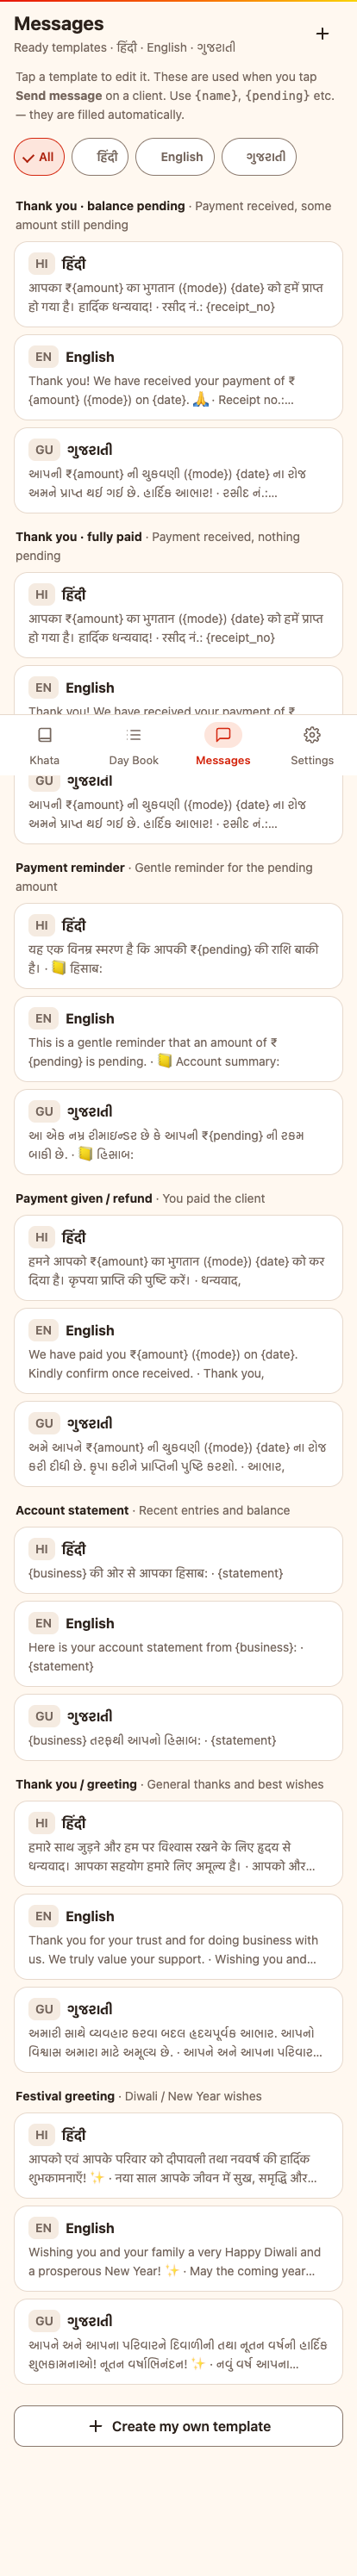 Messages
Ready templates · हिंदी · English · ગુજરાતી
Tap a template to edit it. These are used when you tap
Send message on a client. Use {name}, {pending} etc.
— they are filled automatically.
All
हिंदी
English
ગુજરાતી
Thank you · balance pending · Payment received, some
amount still pending
HI हिंदी
आपका ₹{amount} का भुगतान ({mode}) {date} को हमें प्राप्त
हो गया है। हार्दिक धन्यवाद! · रसीद नं.: {receipt_no}
EN English
Thank you! We have received your payment of ₹
{amount} ({mode}) on {date}. 🙏 · Receipt no.:...
GU ગુજરાતી
આપની ₹{amount} ની ચુકવણી ({mode}) {date} ના રોજ
અમને પ્રાપ્ત થઈ ગઈ છે. હાર્દિક આભાર! · રસીદ નં.:...
Thank you · fully paid · Payment received, nothing
pending
HI हिंदी
आपका ₹{amount} का भुगतान ({mode}) {date} को हमें प्राप्त
हो गया है। हार्दिक धन्यवाद! · रसीद नं.: {receipt_no}
EN English
Thank you! We have received your payment of ₹
Khata
Day Book
Messages
Settings
GU ગુજરાતી
આપની ₹{amount} ની ચુકવણી ({mode}) {date} ના રોજ
અમને પ્રાપ્ત થઈ ગઈ છે. હાર્દિક આભાર! · રસીદ નં.:...
Payment reminder · Gentle reminder for the pending
amount
HI हिंदी
यह एक विनम्र स्मरण है कि आपकी ₹{pending} की राशि बाकी
है। · 📒 हिसाब:
EN English
This is a gentle reminder that an amount of ₹
{pending} is pending. · 📒 Account summary:
GU ગુજરાતી
આ એક નમ્ર રીમાઇન્ડર છે કે આપની ₹{pending} ની રકમ
બાકી છે. · 📒 હિસાબ:
Payment given / refund · You paid the client
HI हिंदी
हमने आपको ₹{amount} का भुगतान ({mode}) {date} को कर
दिया है। कृपया प्राप्ति की पुष्टि करें। · धन्यवाद,
EN English
We have paid you ₹{amount} ({mode}) on {date}.
Kindly confirm once received. · Thank you,
GU ગુજરાતી
અમે આપને ₹{amount} ની ચુકવણી ({mode}) {date} ના રોજ
કરી દીધી છે. કૃપા કરીને પ્રાપ્તિની પુષ્ટિ કરશો. · આભાર,
Account statement · Recent entries and balance
HI हिंदी
{business} की ओर से आपका हिसाब: · {statement}
EN English
Here is your account statement from {business}: ·
{statement}
GU ગુજરાતી
{business} તરફથી આપનો હિસાબ: · {statement}
Thank you / greeting · General thanks and best wishes
HI हिंदी
हमारे साथ जुड़ने और हम पर विश्वास रखने के लिए हृदय से
धन्यवाद। आपका सहयोग हमारे लिए अमूल्य है। · आपको और...
EN English
Thank you for your trust and for doing business with
us. We truly value your support. · Wishing you and...
GU ગુજરાતી
અમારી સાથે વ્યવહાર કરવા બદલ હૃદયપૂર્વક આભાર. આપનો
વિશ્વાસ અમારા માટે અમૂલ્ય છે. · આપને અને આપના પરિવાર...
Festival greeting · Diwali / New Year wishes
HI हिंदी
आपको एवं आपके परिवार को दीपावली तथा नववर्ष की हार्दिक
शुभकामनाएँ! ✨ · नया साल आपके जीवन में सुख, समृद्धि और...
EN English
Wishing you and your family a very Happy Diwali and
a prosperous New Year! ✨ · May the coming year...
GU ગુજરાતી
આપને અને આપના પરિવારને દિવાળીની તથા નૂતન વર્ષની હાર્દિક
શુભકામનાઓ! નૂતન વર્ષાભિનંદન! ✨ · નવું વર્ષ આપના...
Create my own template